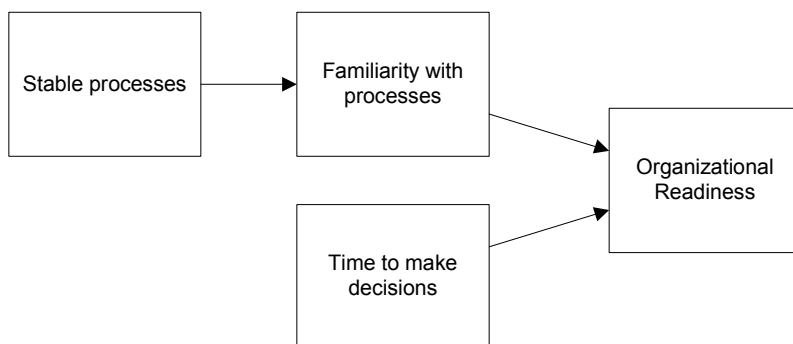 Stable processes
Familiarity with
processes
Organizational
Readiness
Time to make
decisions